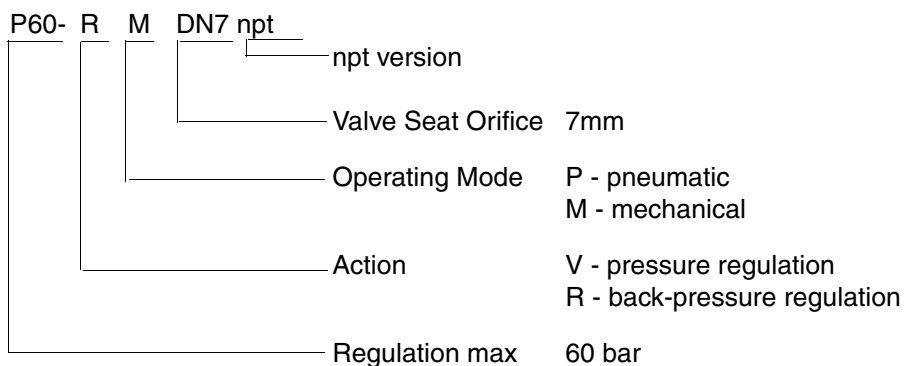 P60- R M DN7 npt
npt version
Valve Seat Orifice 7mm
Operating Mode P - pneumatic
M - mechanical
Action V - pressure regulation
R - back-pressure regulation
Regulation max 60 bar